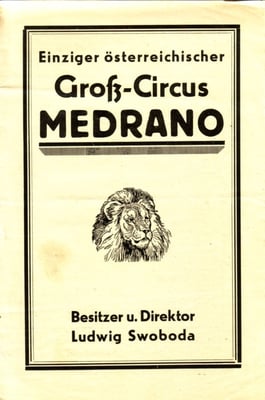 Einziger österreichischer
Groß-Circus
MEDRANO
Besitzer u. Direktor
Ludwig Swoboda